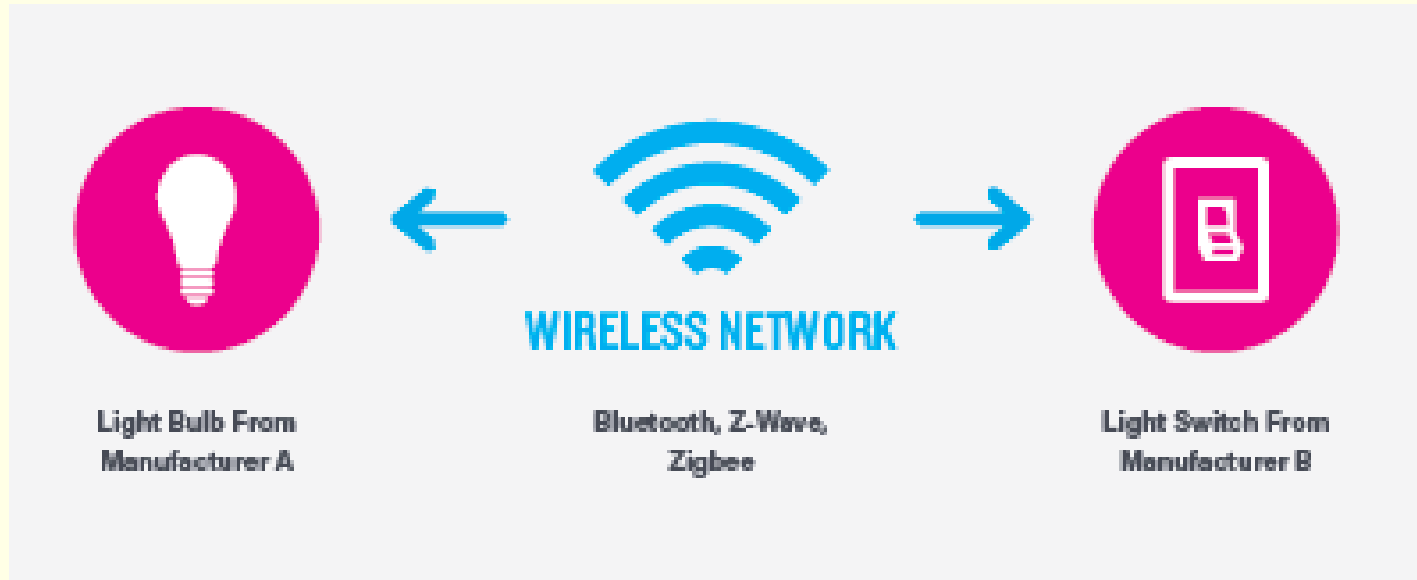 WIRELESS NETWORK
Light Bulb From
Manufacturer A
Bluetooth, Z-Wave,
Zigbee
Light Switch From
Manufacturer B